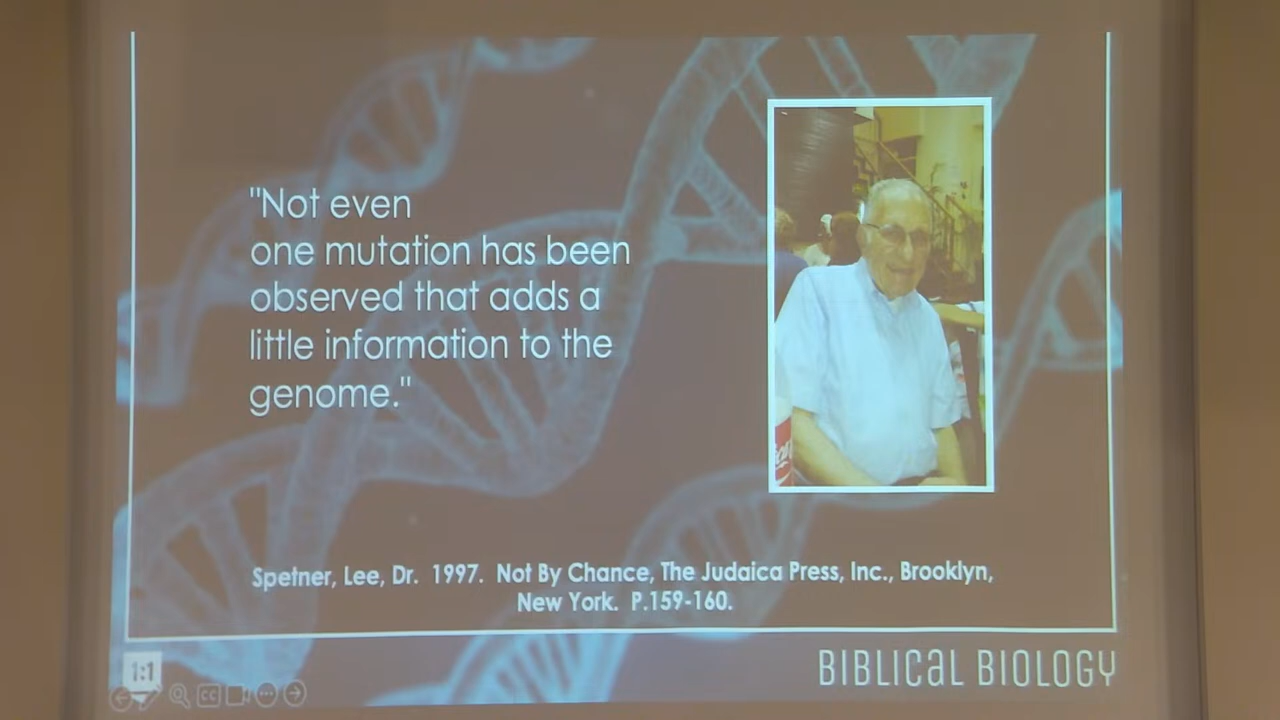 "Not even
one mutation has been
observed that adds a
little information to the
genome."
Spetner, Lee, Dr. 1997. Not By Chance, The Judaica Press, Inc., Brooklyn,
New York. P.159-160.
1:1
CC
BIBLICAL BIOLOGY